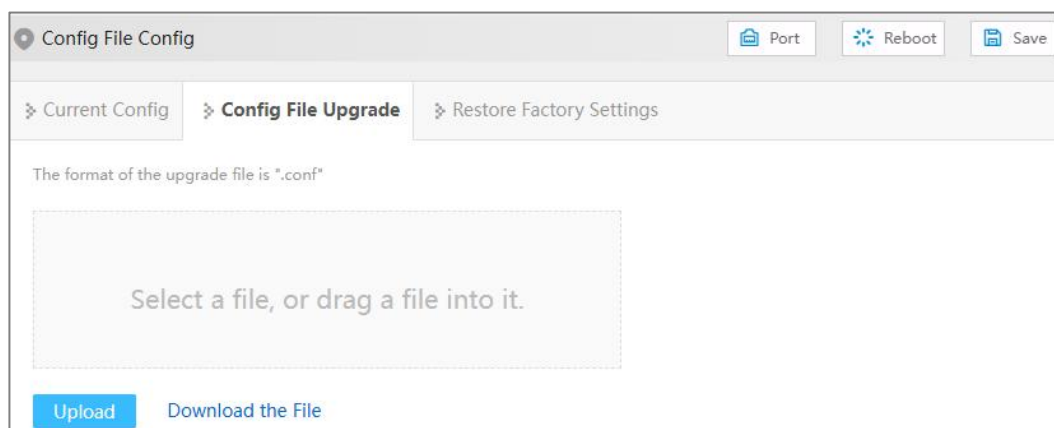 Config File Config Port Reboot Save
Current Config Config File Upgrade Restore Factory Settings
The format of the upgrade file is ".conf"
Select a file, or drag a file into it.
Upload Download the File